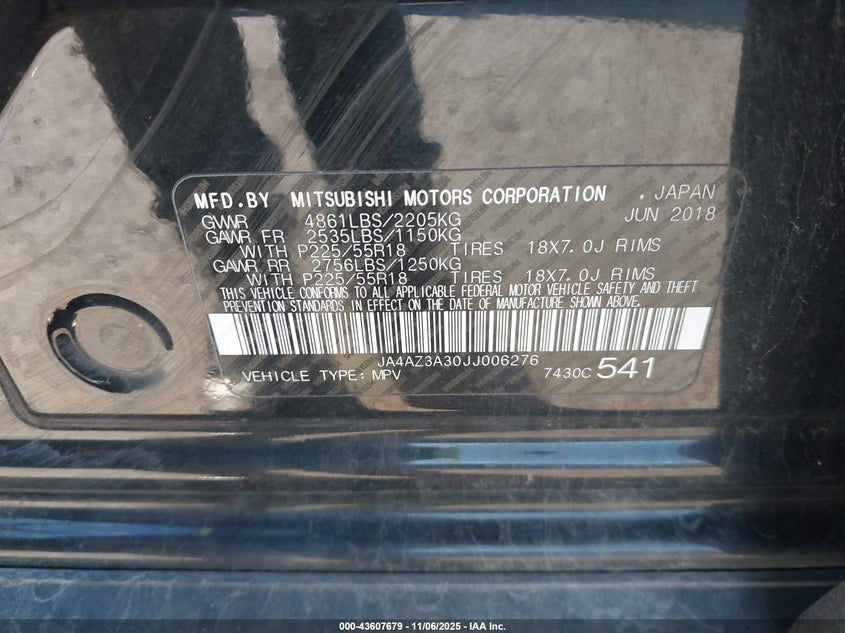 MFD.BY MITSUBISHI MOTORS CORPORATION , JAPAN
GVWR 4861LBS/2205KG JUN 2018
GAWR FR 2535LBS/1150KG
WITH P225/55R18 TIRES 18X7.0J RIMS
GAWR RR 2756LBS/1250KG
WITH P225/55R18 TIRES 18X7.0J RIMS
THIS VEHICLE CONFORMS TO ALL APPLICABLE FEDERAL MOTOR VEHICLE SAFETY AND THEFT
PREVENTION STANDARDS IN EFFECT ON THE DATE OF MANUFACTURE SHOWN ABOVE.
JA4AZ3A30JJ006276
VEHICLE TYPE: MPV 7430C 541
000-43607679 | 11/06/2025 - IAA Inc.